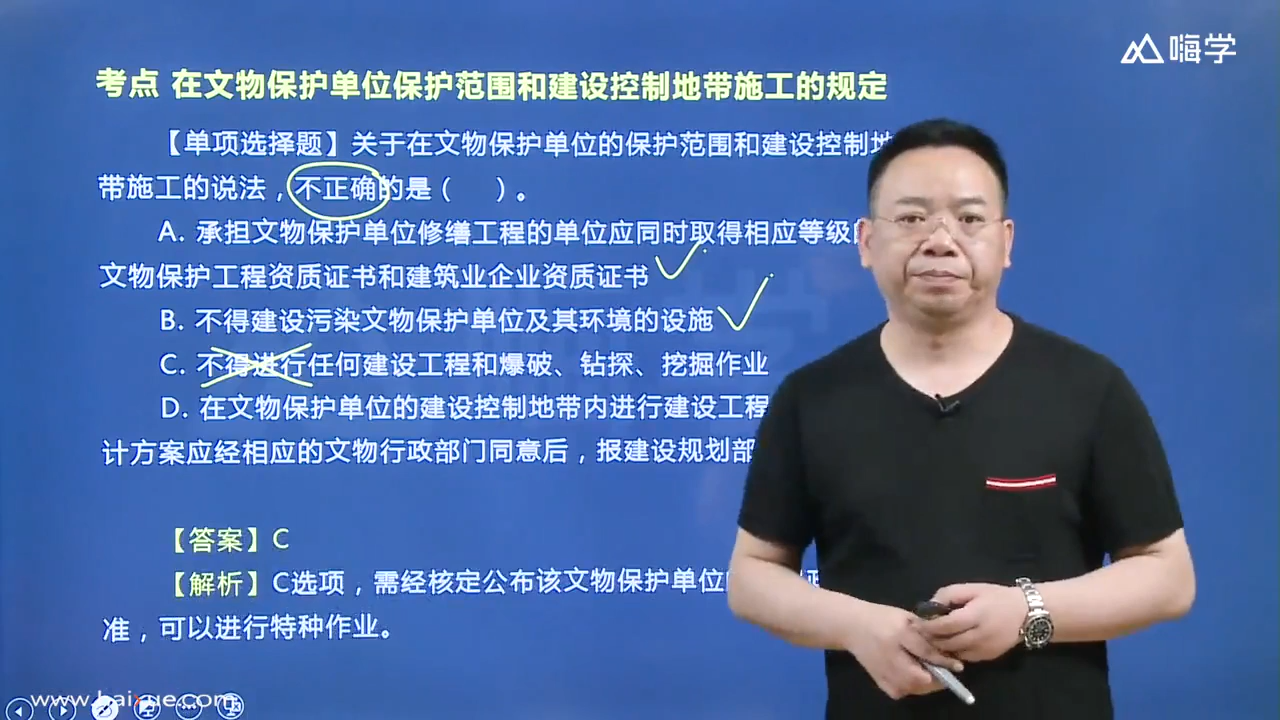 嗨学
考点 在文物保护单位保护范围和建设控制地带施工的规定
【单项选择题】关于在文物保护单位的保护范围和建设控制地
带施工的说法，不正确的是（ ）。
A. 承担文物保护单位修缮工程的单位应同时取得相应等级
文物保护工程资质证书和建筑业企业资质证书
B. 不得建设污染文物保护单位及其环境的设施
C. 不得进行任何建设工程和爆破、钻探、挖掘作业
D. 在文物保护单位的建设控制地带内进行建设工程
计方案应经相应的文物行政部门同意后，报建设规划部
【答案】C
【解析】C选项，需经核定公布该文物保护单位
准，可以进行特种作业。
www.haixue.com